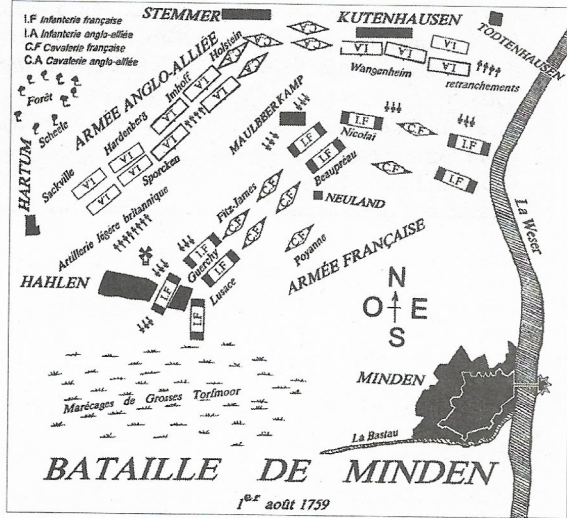 I.F Infanterie française
I.A Infanterie anglo-alliée
C.F Cavalerie française
C.A Cavalerie anglo-alliée
STEMMER
KUTENHAUSEN
TODTENHAUSEN
Forêt
Scheele
HARTUM
ARMÉE ANGLO-ALLIÉE
Sackville
Hardenberg
Imhoff
Holstein
Sporcken
Wangenheim
retranchements
I.A
I.A
I.A
I.A
I.A
I.A
I.A
I.A
I.A
I.A
I.A
I.A
C.A
C.A
C.A
C.A
MAULBEERKAMP
Nicolaï
Beaupréau
I.F
I.F
I.F
I.F
I.F
C.F
C.F
NEULAND
Artillerie légère britannique
Fitz-James
C.F
C.F
C.F
C.F
Poyanne
Guerchy
I.F
I.F
I.F
I.F
Lusace
HAHLEN
ARMÉE FRANÇAISE
La Weser
N
O E
S
MINDEN
Marécages de Grosses Torfmoor
La Bastau
BATAILLE DE MINDEN
1er août 1759